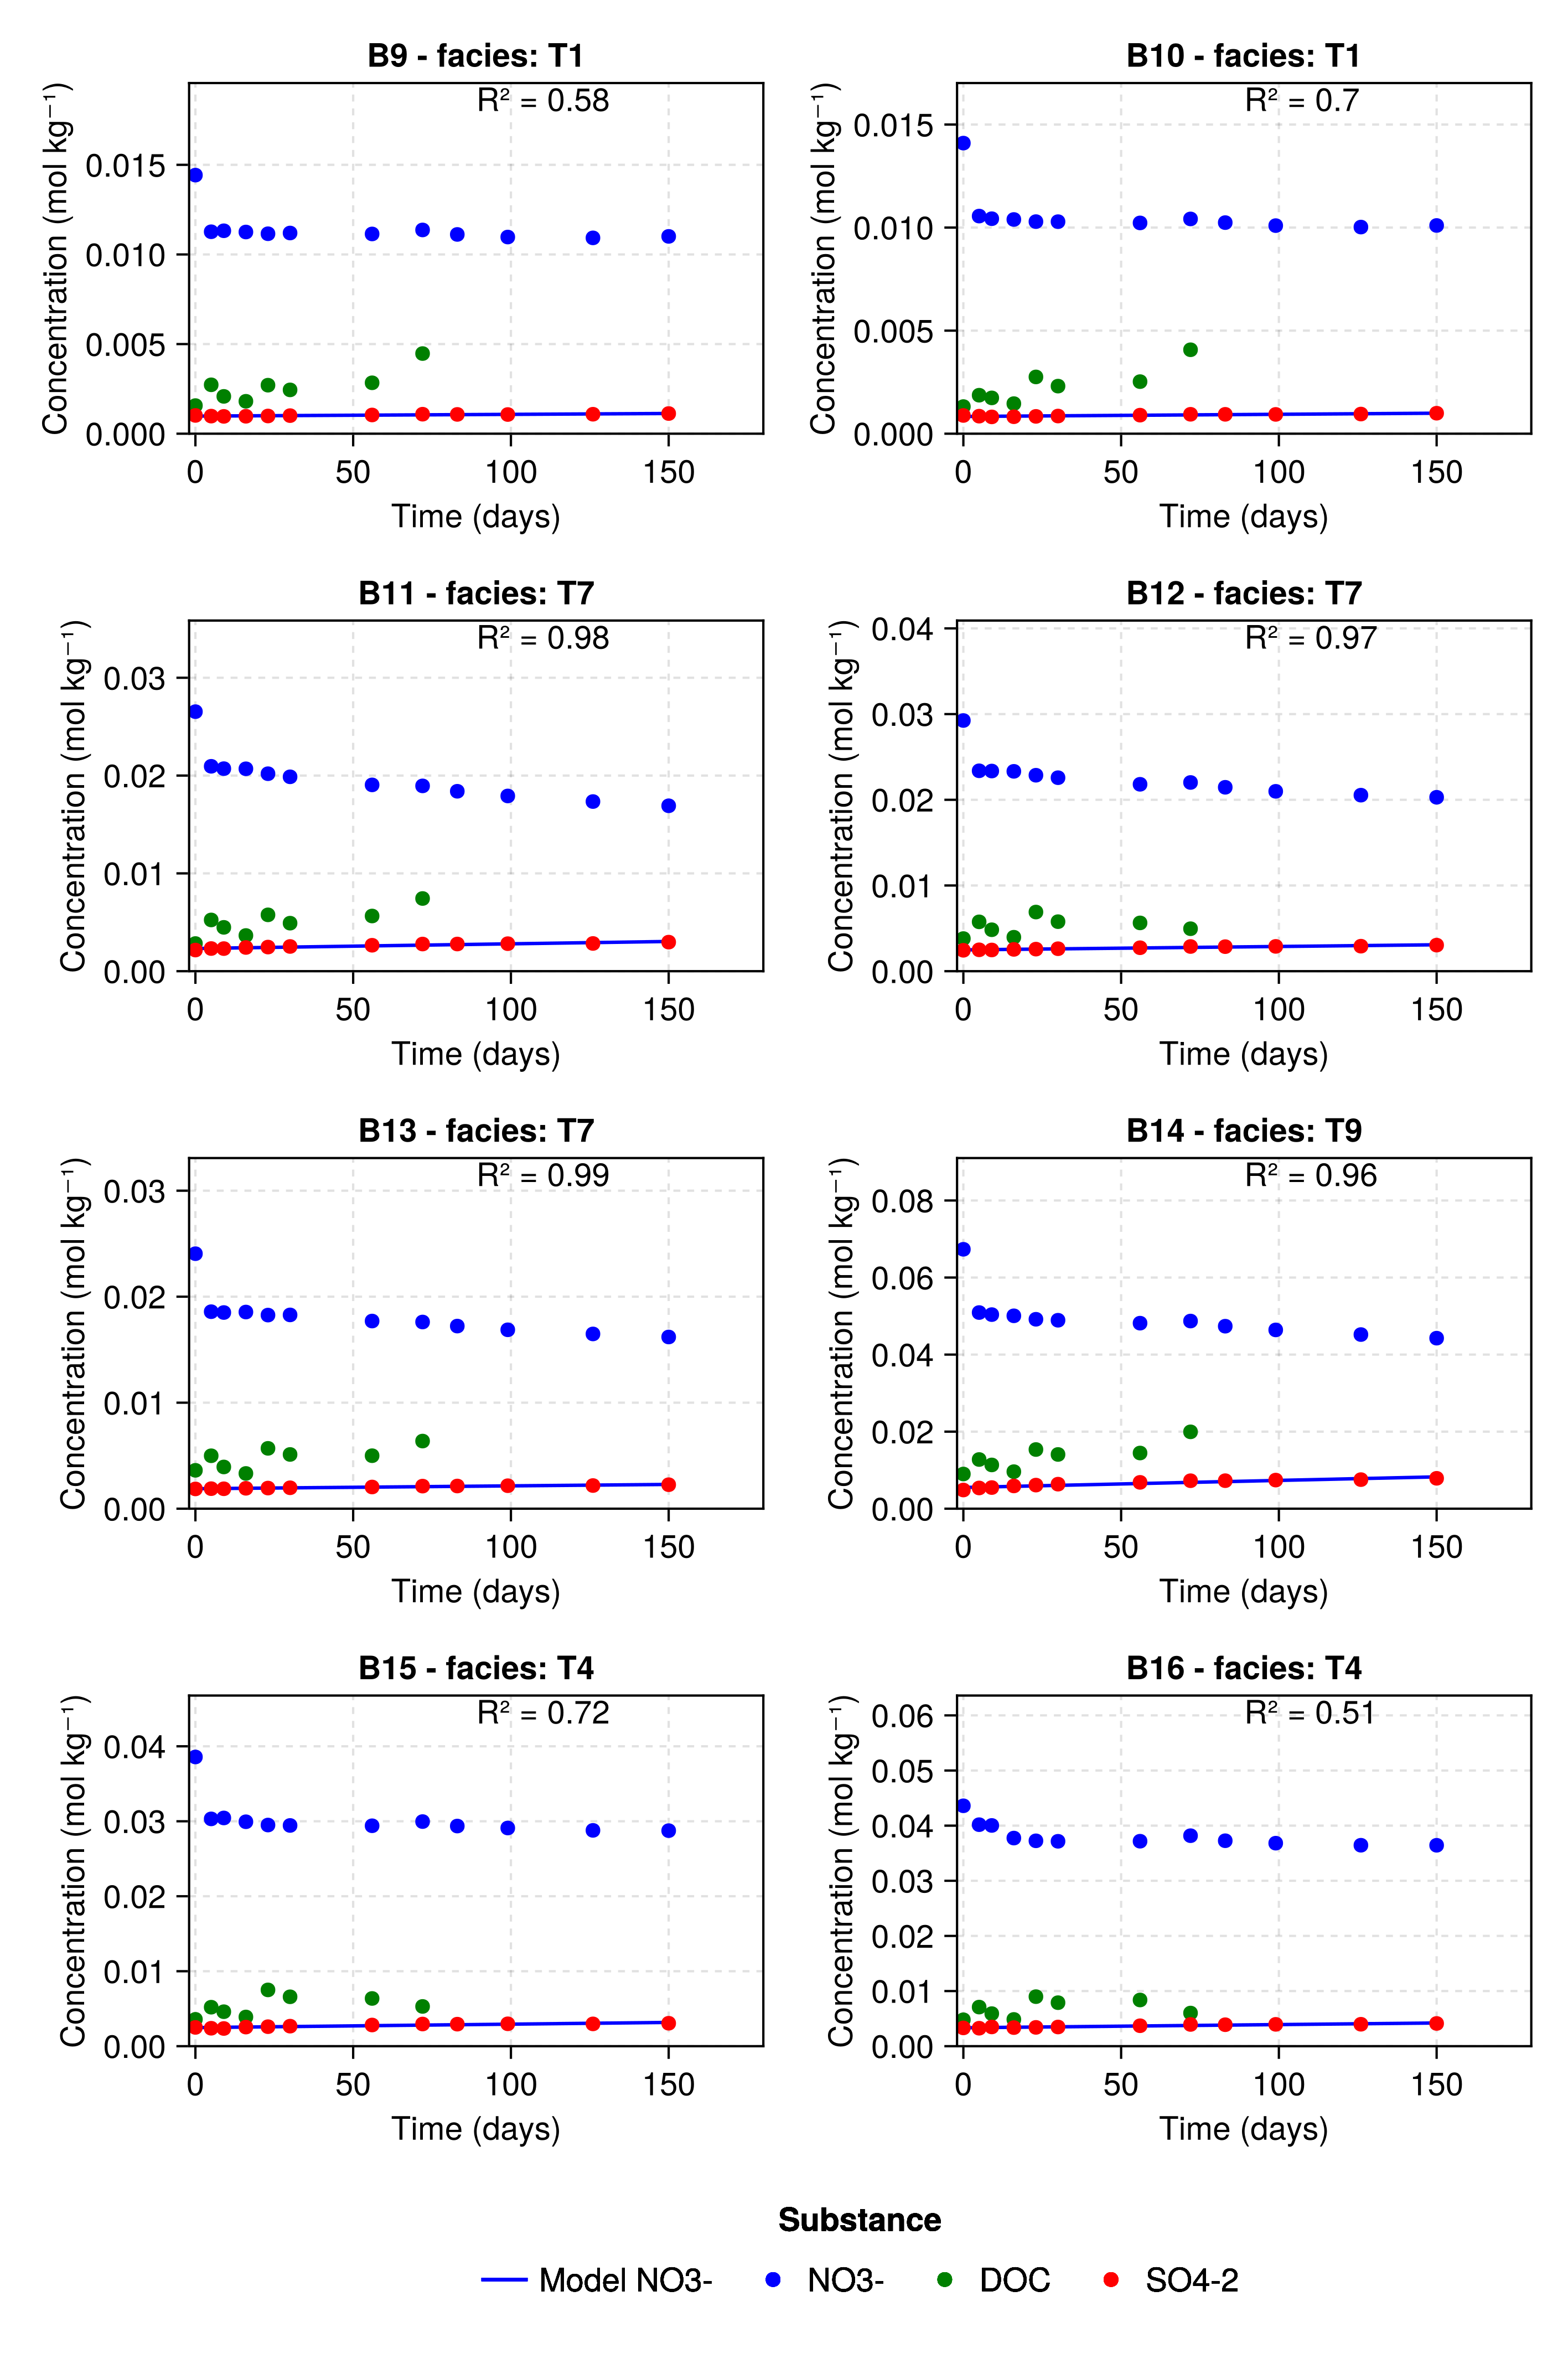 B9 - facies: T1
R² = 0.58
Concentration (mol kg⁻¹)
0.015
0.010
0.005
0.000
0 50 100 150
Time (days)
B10 - facies: T1
R² = 0.7
Concentration (mol kg⁻¹)
0.015
0.010
0.005
0.000
0 50 100 150
Time (days)
B11 - facies: T7
R² = 0.98
Concentration (mol kg⁻¹)
0.03
0.02
0.01
0.00
0 50 100 150
Time (days)
B12 - facies: T7
R² = 0.97
Concentration (mol kg⁻¹)
0.04
0.03
0.02
0.01
0.00
0 50 100 150
Time (days)
B13 - facies: T7
R² = 0.99
Concentration (mol kg⁻¹)
0.03
0.02
0.01
0.00
0 50 100 150
Time (days)
B14 - facies: T9
R² = 0.96
Concentration (mol kg⁻¹)
0.08
0.06
0.04
0.02
0.00
0 50 100 150
Time (days)
B15 - facies: T4
R² = 0.72
Concentration (mol kg⁻¹)
0.04
0.03
0.02
0.01
0.00
0 50 100 150
Time (days)
B16 - facies: T4
R² = 0.51
Concentration (mol kg⁻¹)
0.06
0.05
0.04
0.03
0.02
0.01
0.00
0 50 100 150
Time (days)
Substance
Model NO3- NO3- DOC SO4-2